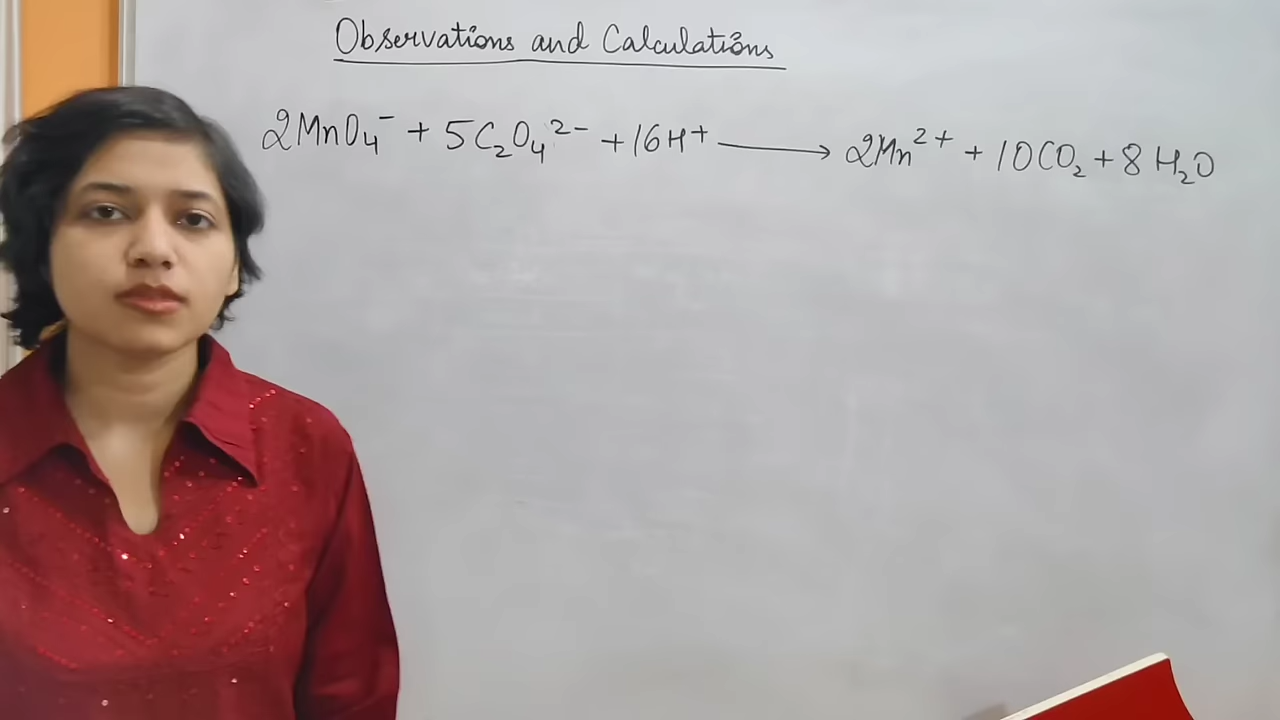 Observations and Calculations
2MnO₄⁻ + 5C₂O₄²⁻ + 16H⁺ ⟶ 2Mn²⁺ + 10CO₂ + 8H₂O